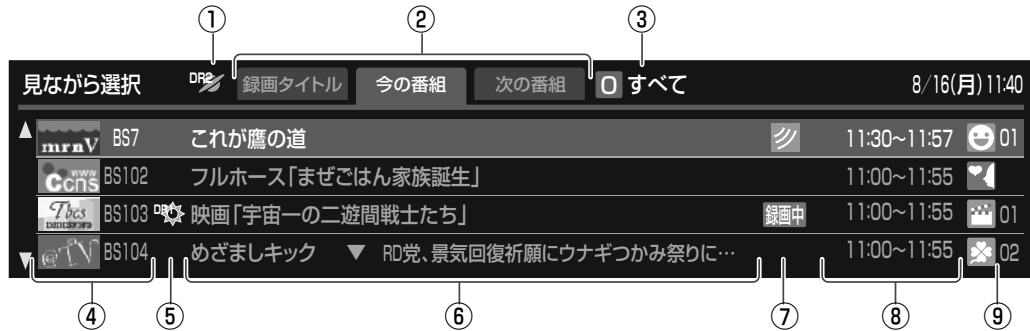 ① ② ③
見ながら選択 DR2 録画タイトル 今の番組 次の番組 0 すべて 8/16(月)11:40
▲ mrnV BS7 これが鷹の道 11:30~11:57 01
www Ccns BS102 フルホース「まぜごはん家族誕生」 11:00~11:55
Tbcs BS103 DR1 映画「宇宙一の二遊間戦士たち」 録画中 11:00~11:55 01
▼ @TV BS104 めざましキック ▼ RD党、景気回復祈願にウナギつかみ祭りに… 11:00~11:55 02
④ ⑤ ⑥ ⑦ ⑧ ⑨